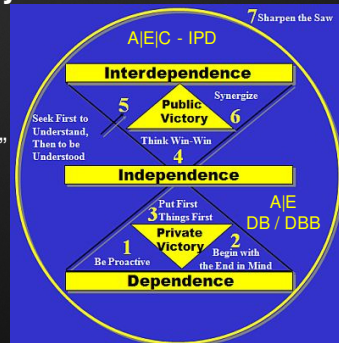 7 Sharpen the Saw
A|E|C - IPD
Interdependence
5
Public
Victory
Synergize
6
Seek First to
Understand,
Then to be
Understood
”
Think Win-Win
4
Independence
A|E
DB / DBB
Put First
3 Things First
Private
Victory
1
Be Proactive
2
Begin with
the End in Mind
Dependence